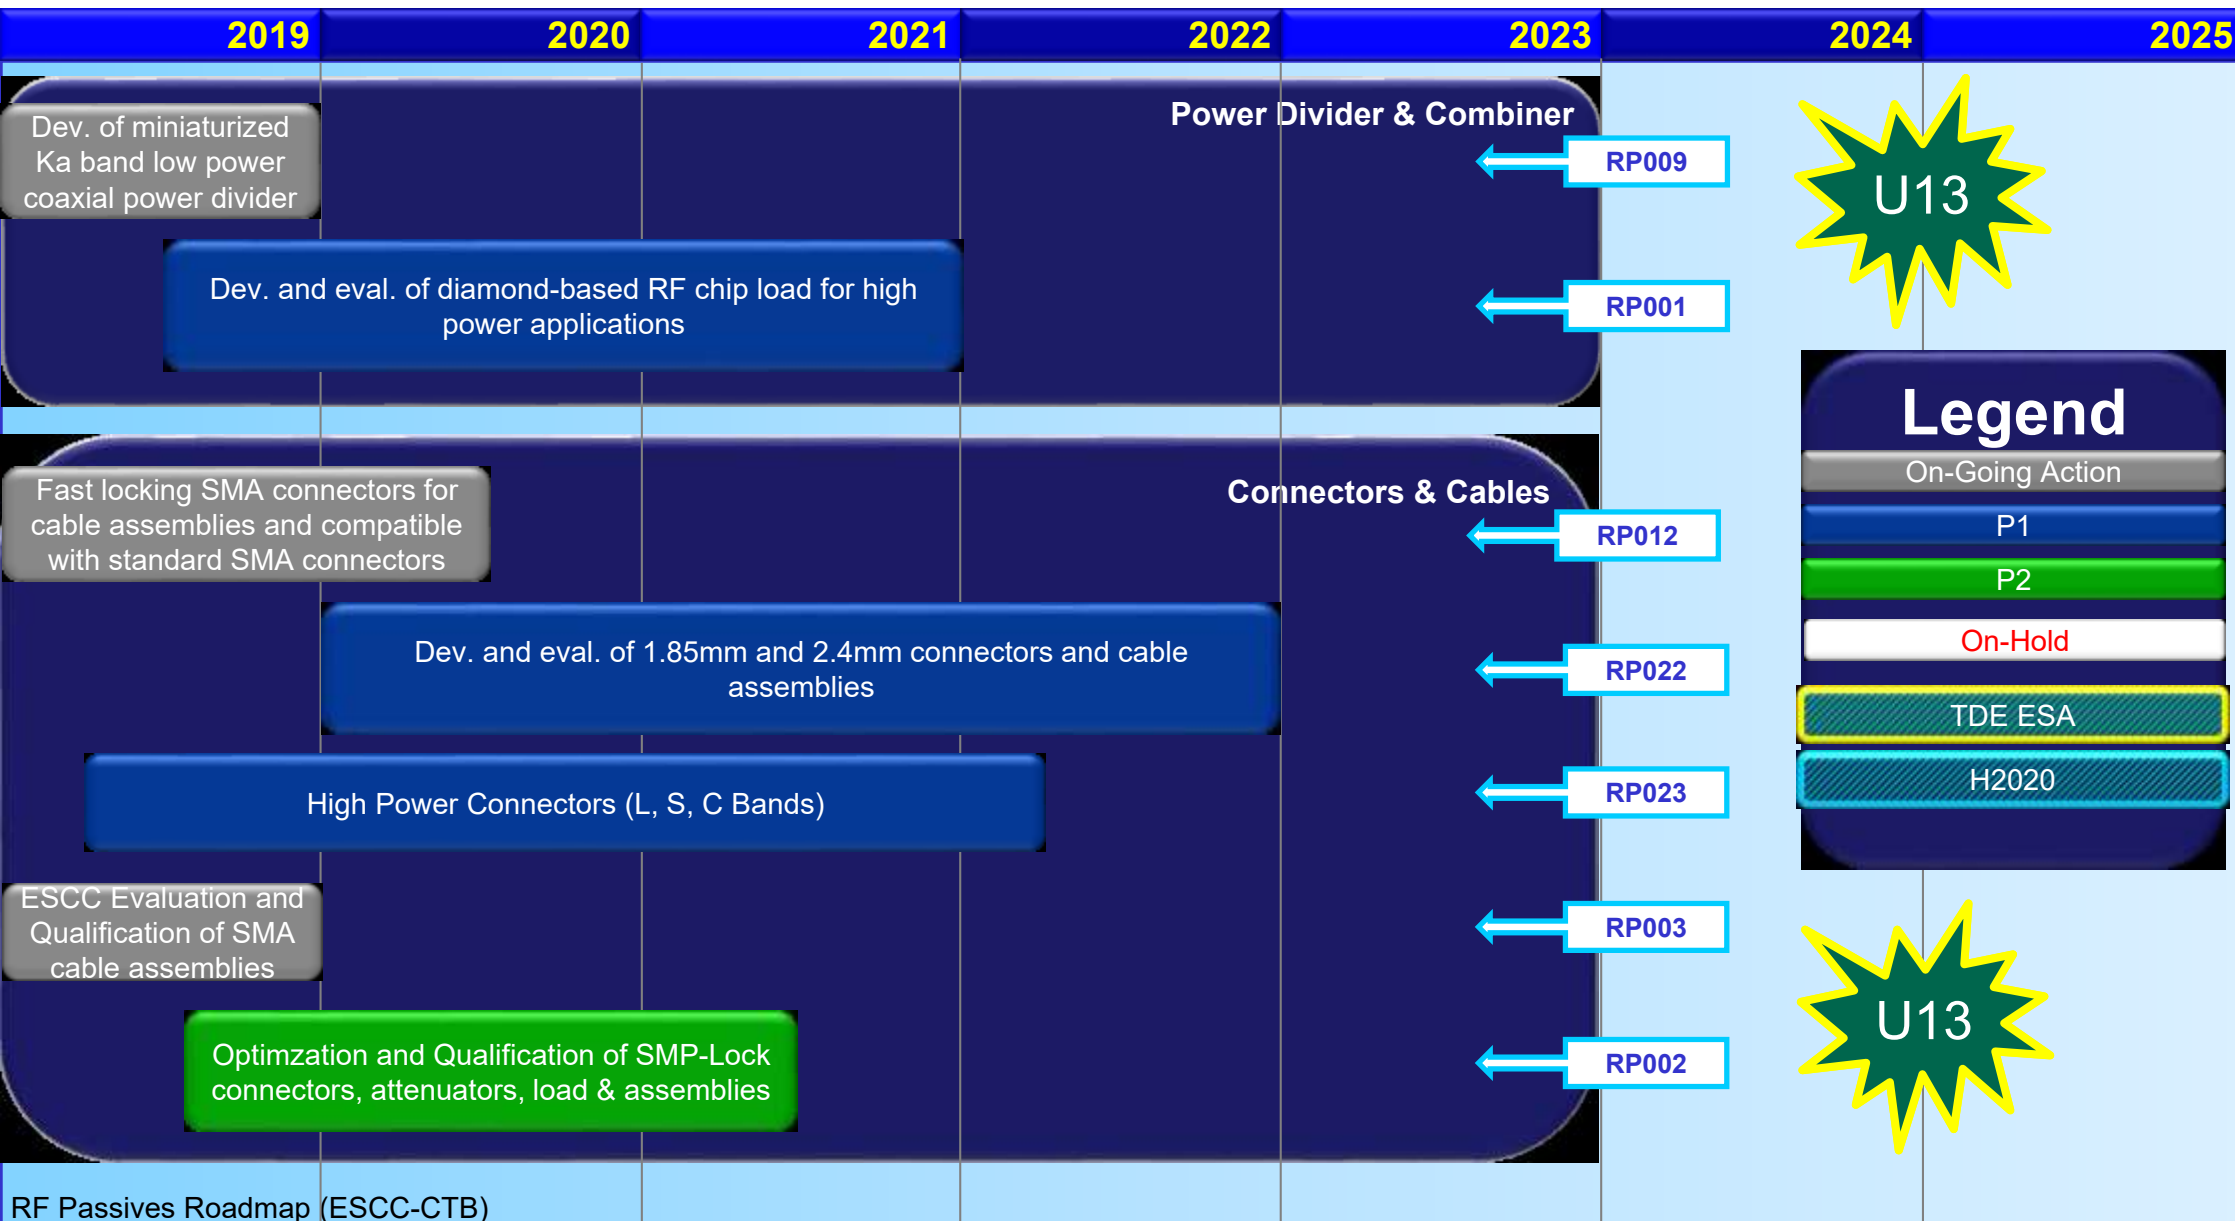 2019 2020 2021 2022 2023 2024 2025
Power Divider & Combiner
Dev. of miniaturized
Ka band low power
coaxial power divider
RP009
U13
Dev. and eval. of diamond-based RF chip load for high
power applications
RP001
Legend
On-Going Action
P1
P2
On-Hold
TDE ESA
H2020
Connectors & Cables
Fast locking SMA connectors for
cable assemblies and compatible
with standard SMA connectors
RP012
Dev. and eval. of 1.85mm and 2.4mm connectors and cable
assemblies
RP022
High Power Connectors (L, S, C Bands)
RP023
ESCC Evaluation and
Qualification of SMA
cable assemblies
RP003
Optimzation and Qualification of SMP-Lock
connectors, attenuators, load & assemblies
RP002
U13
RF Passives Roadmap (ESCC-CTB)